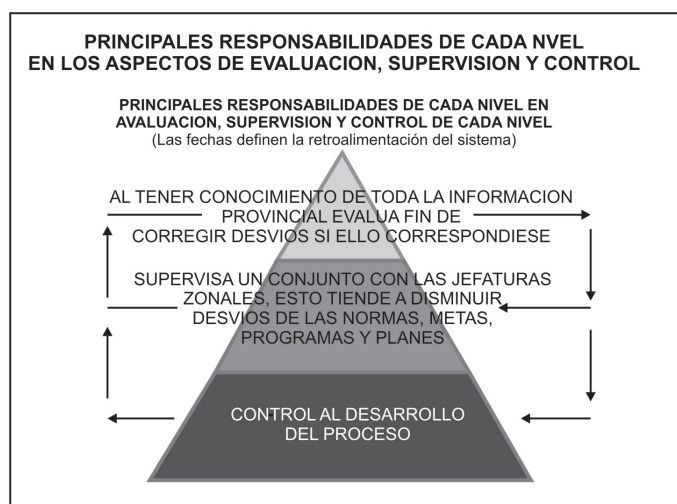 PRINCIPALES RESPONSABILIDADES DE CADA NVEL
EN LOS ASPECTOS DE EVALUACION, SUPERVISION Y CONTROL
PRINCIPALES RESPONSABILIDADES DE CADA NIVEL EN
AVALUACION, SUPERVISION Y CONTROL DE CADA NIVEL
(Las fechas definen la retroalimentación del sistema)
AL TENER CONOCIMIENTO DE TODA LA INFORMACION
PROVINCIAL EVALUA FIN DE
CORREGIR DESVIOS SI ELLO CORRESPONDIESE
SUPERVISA UN CONJUNTO CON LAS JEFATURAS
ZONALES, ESTO TIENDE A DISMINUIR
DESVIOS DE LAS NORMAS, METAS,
PROGRAMAS Y PLANES
CONTROL AL DESARROLLO
DEL PROCESO